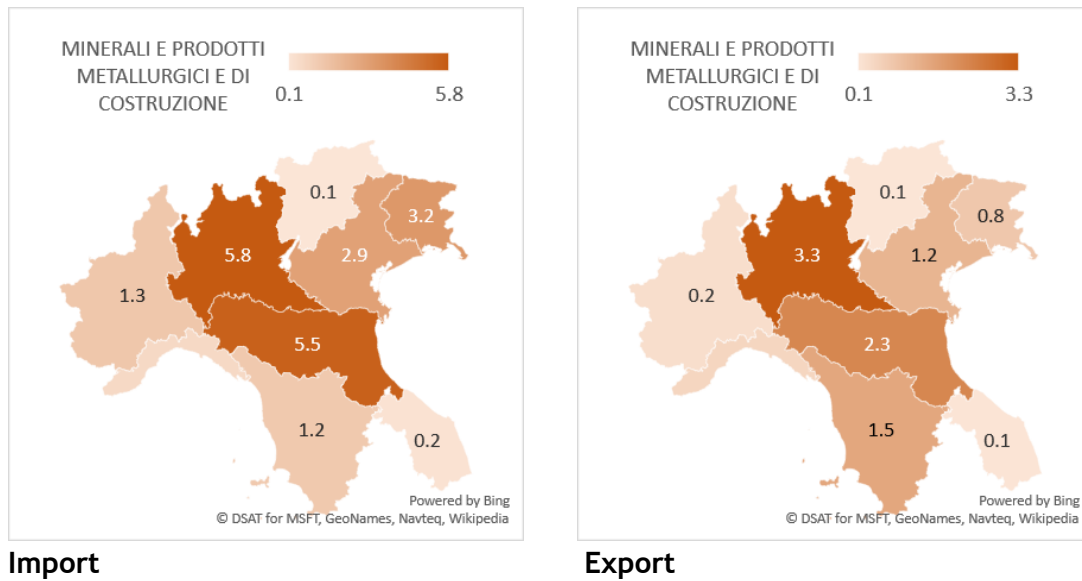 MINERALI E PRODOTTI
METALLURGICI E DI
COSTRUZIONE
0.1
5.8
0.1
3.2
5.8
2.9
1.3
5.5
1.2
0.2
Powered by Bing
© DSAT for MSFT, GeoNames, Navteq, Wikipedia
Import
MINERALI E PRODOTTI
METALLURGICI E DI
COSTRUZIONE
0.1
3.3
0.1
0.8
3.3
1.2
0.2
2.3
1.5
0.1
Powered by Bing
© DSAT for MSFT, GeoNames, Navteq, Wikipedia
Export